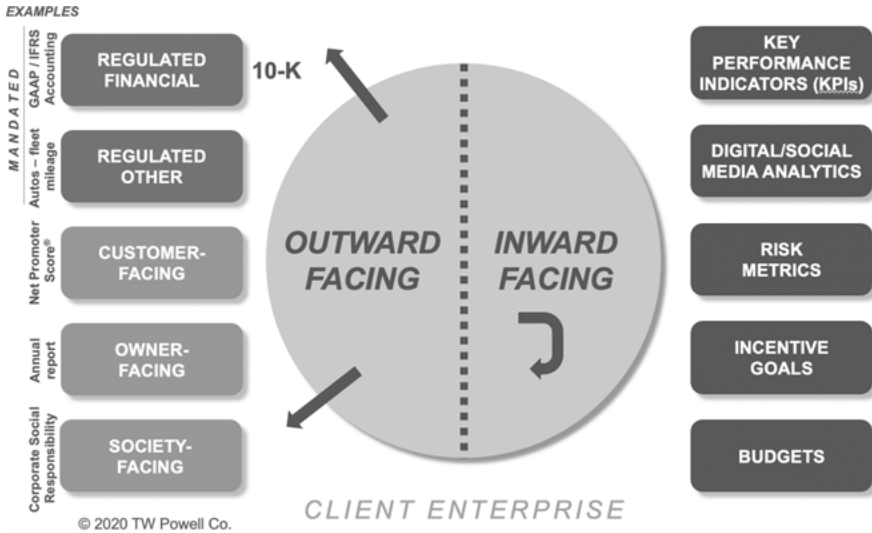 EXAMPLES
MANDATED
GAAP / IFRS
Accounting
REGULATED
FINANCIAL
10-K
Autos – fleet
mileage
REGULATED
OTHER
Net Promoter
Score®
CUSTOMER-
FACING
Annual
report
OWNER-
FACING
Corporate Social
Responsibility
SOCIETY-
FACING
OUTWARD
FACING
INWARD
FACING
KEY
PERFORMANCE
INDICATORS (KPIs)
DIGITAL/SOCIAL
MEDIA ANALYTICS
RISK
METRICS
INCENTIVE
GOALS
BUDGETS
CLIENT ENTERPRISE
© 2020 TW Powell Co.